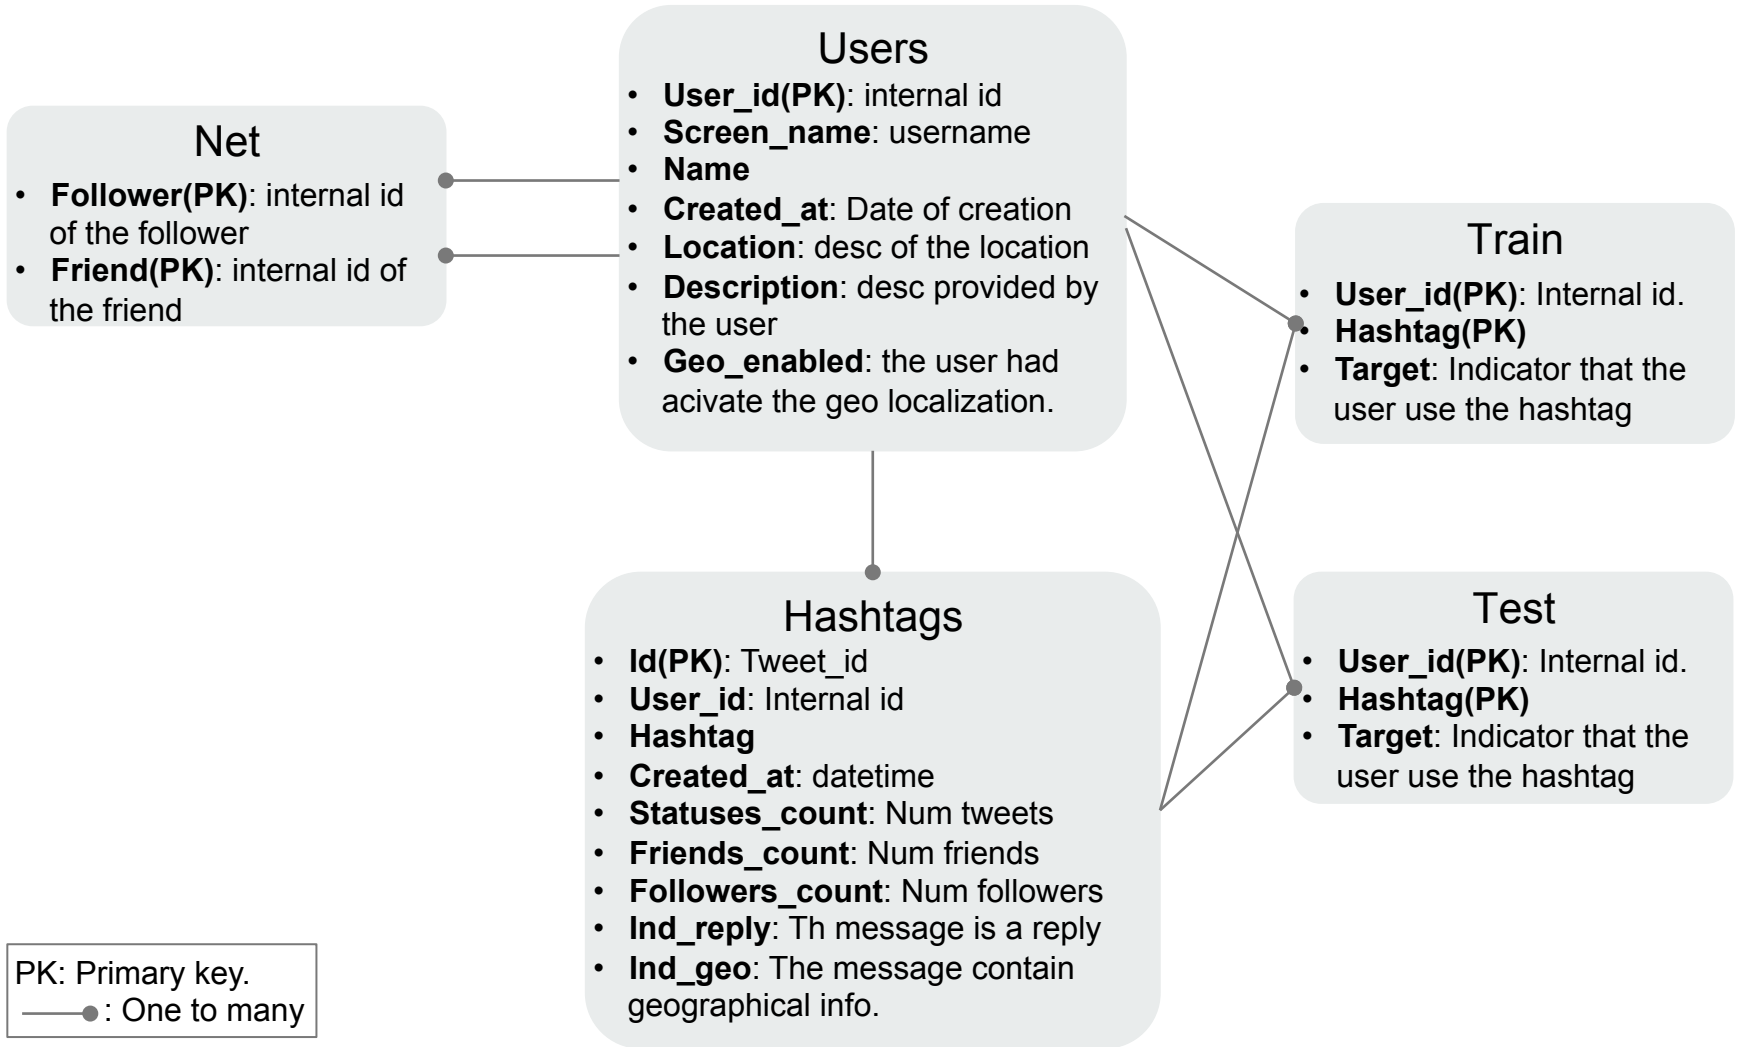 Users
• User_id(PK): internal id
• Screen_name: username
• Name
• Created_at: Date of creation
• Location: desc of the location
• Description: desc provided by
the user
• Geo_enabled: the user had
acivate the geo localization.
Net
• Follower(PK): internal id
of the follower
• Friend(PK): internal id of
the friend
Train
• User_id(PK): Internal id.
• Hashtag(PK)
• Target: Indicator that the
user use the hashtag
Hashtags
• Id(PK): Tweet_id
• User_id: Internal id
• Hashtag
• Created_at: datetime
• Statuses_count: Num tweets
• Friends_count: Num friends
• Followers_count: Num followers
• Ind_reply: Th message is a reply
• Ind_geo: The message contain
geographical info.
Test
• User_id(PK): Internal id.
• Hashtag(PK)
• Target: Indicator that the
user use the hashtag
PK: Primary key.
: One to many